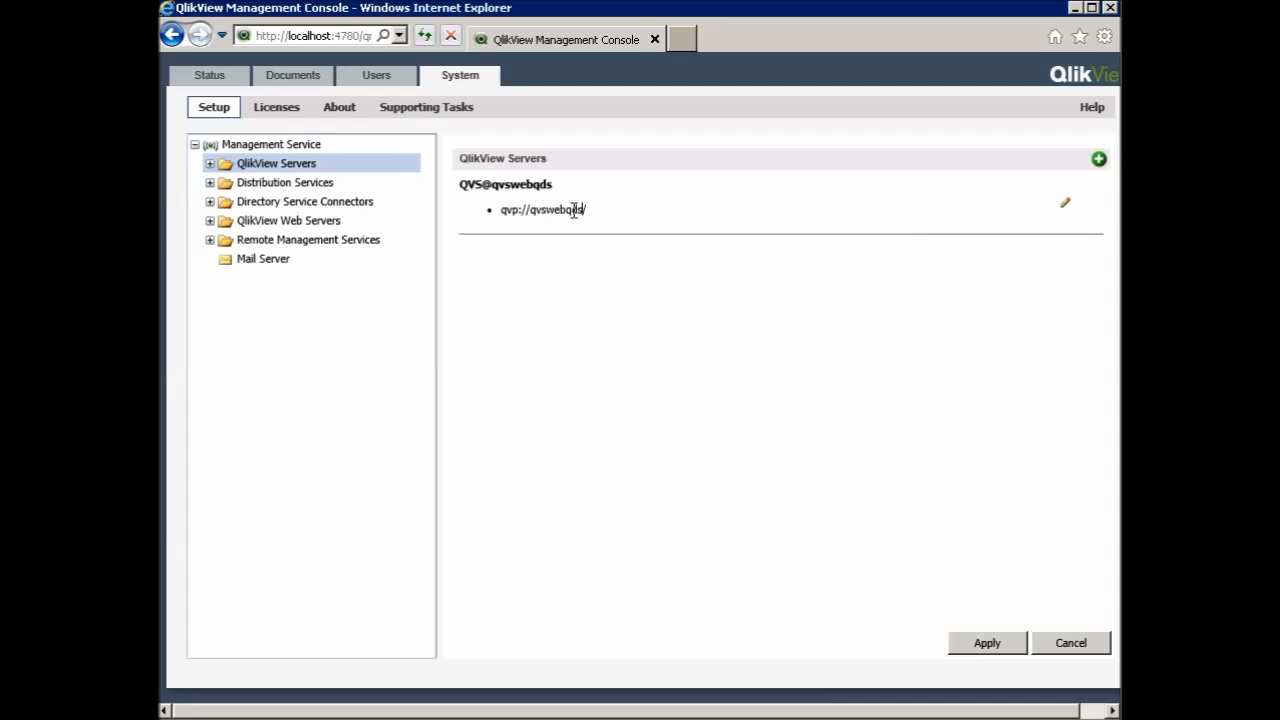 QlikView Management Console - Windows Internet Explorer
http://localhost:4780/qr
QlikView Management Console
Status
Documents
Users
System
QlikVie
Setup
Licenses
About
Supporting Tasks
Help
Management Service
QlikView Servers
Distribution Services
Directory Service Connectors
QlikView Web Servers
Remote Management Services
Mail Server
QlikView Servers
QVS@qvswebqds
qvp://qvswebqds/
Apply
Cancel